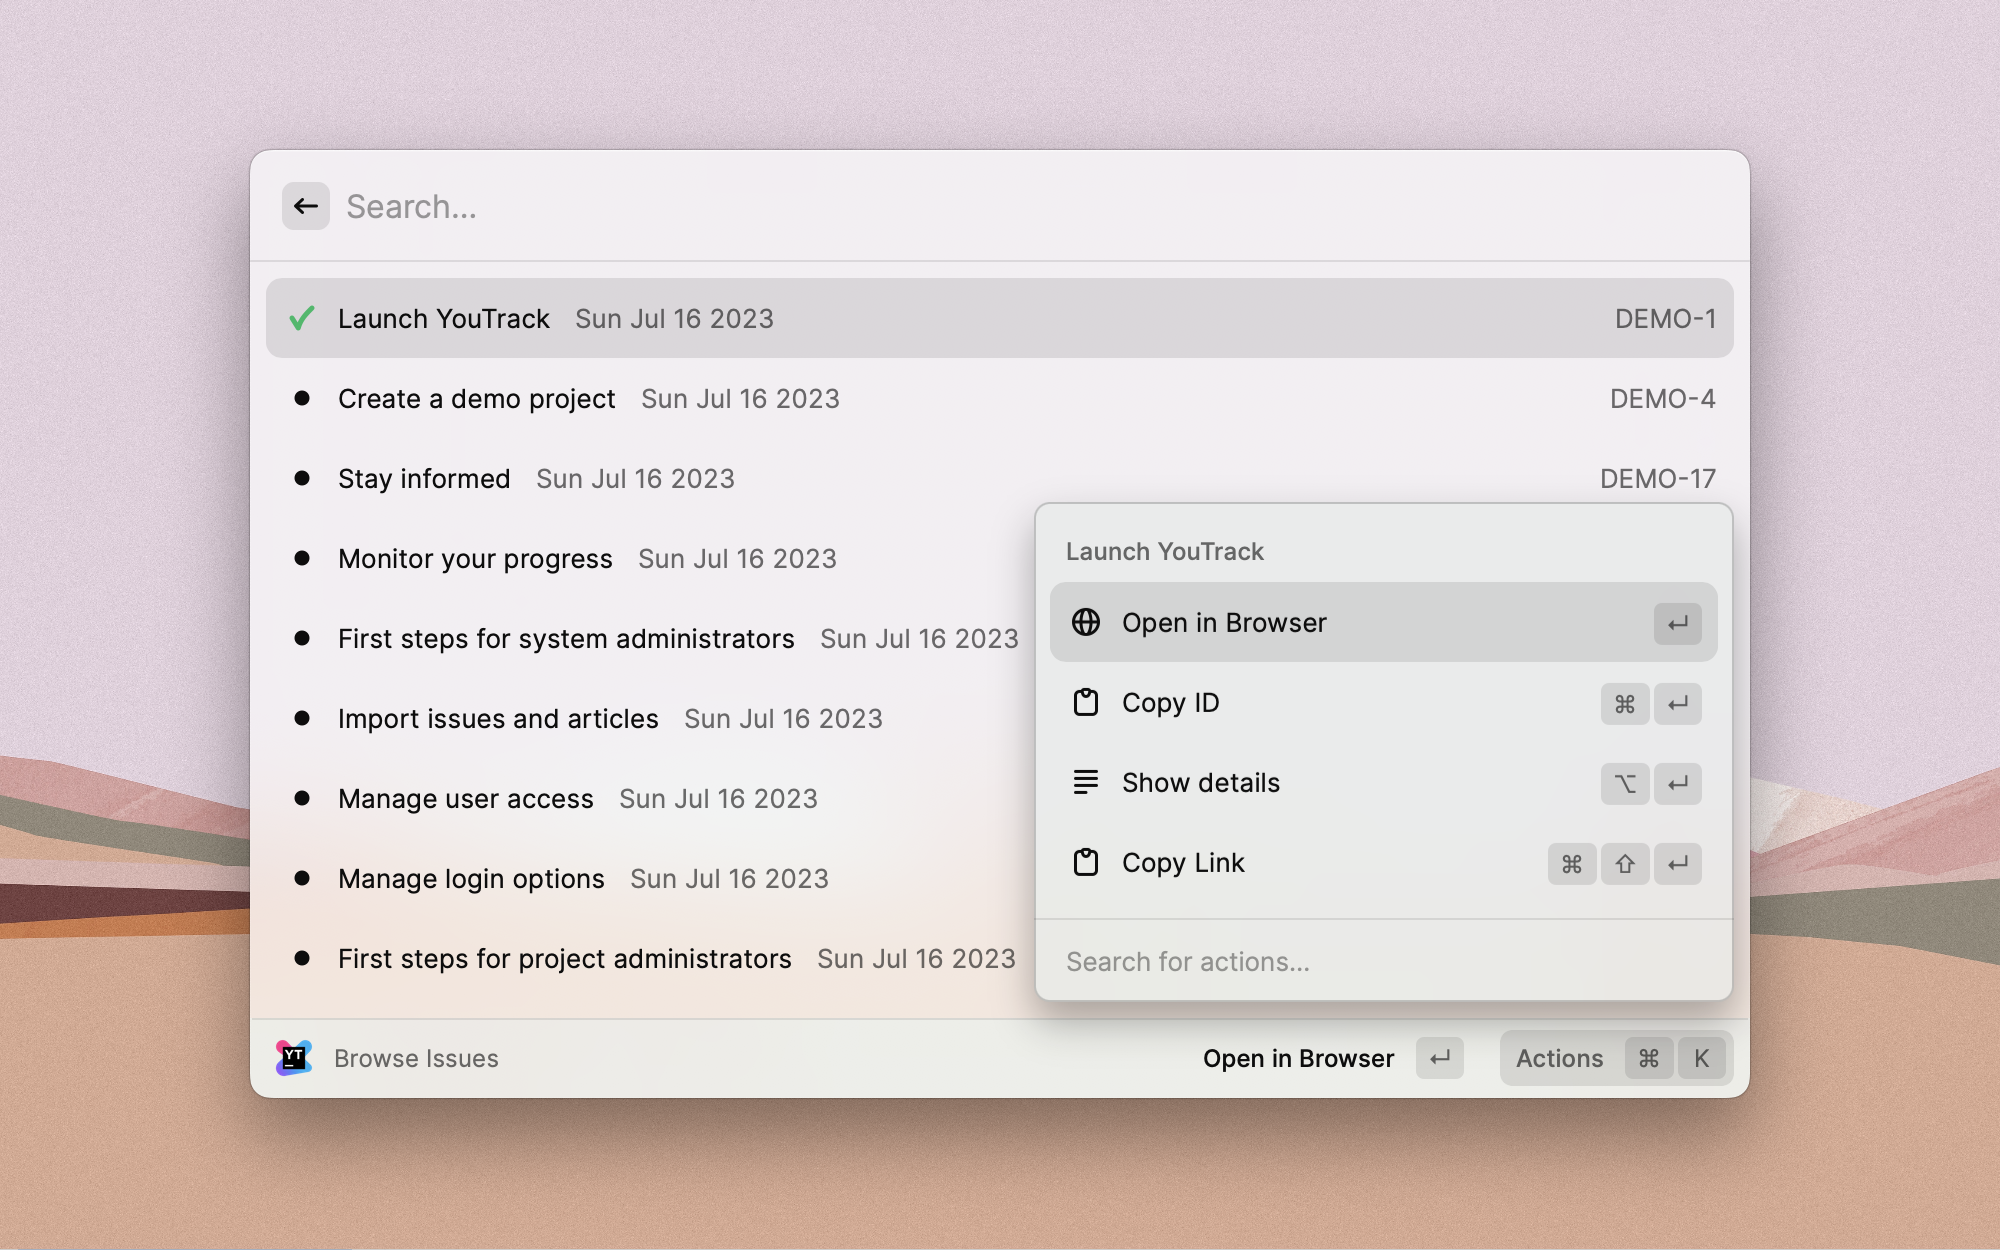 Search...
Launch YouTrack Sun Jul 16 2023 DEMO-1
Create a demo project Sun Jul 16 2023 DEMO-4
Stay informed Sun Jul 16 2023 DEMO-17
Monitor your progress Sun Jul 16 2023
First steps for system administrators Sun Jul 16 2023
Import issues and articles Sun Jul 16 2023
Manage user access Sun Jul 16 2023
Manage login options Sun Jul 16 2023
First steps for project administrators Sun Jul 16 2023
Launch YouTrack
Open in Browser ↵
Copy ID ⌘ ↵
Show details ⌥ ↵
Copy Link ⌘ ⇧ ↵
Search for actions...
YT Browse Issues Open in Browser ↵ Actions ⌘ K